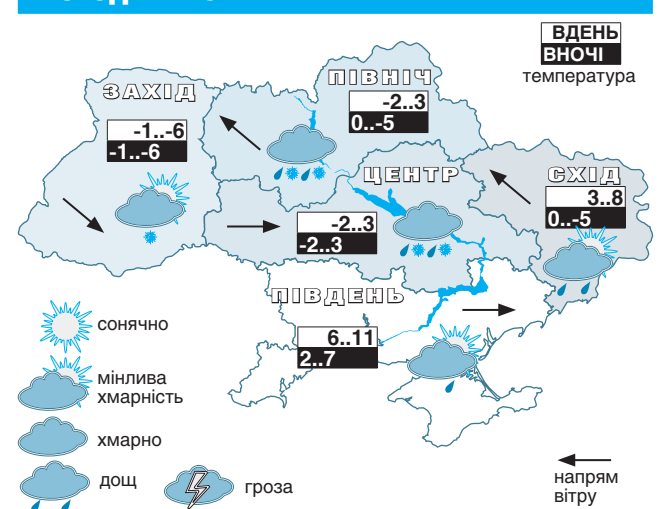 ВДЕНЬ
ВНОЧІ
температура
ПІВНІЧ
-2..3
0..-5
ЗАХІД
-1..-6
-1..-6
ЦЕНТР
-2..3
-2..3
СХІД
3..8
0..-5
ПІВДЕНЬ
6..11
2..7
сонячно
мінлива
хмарність
хмарно
дощ
гроза
напрям
вітру